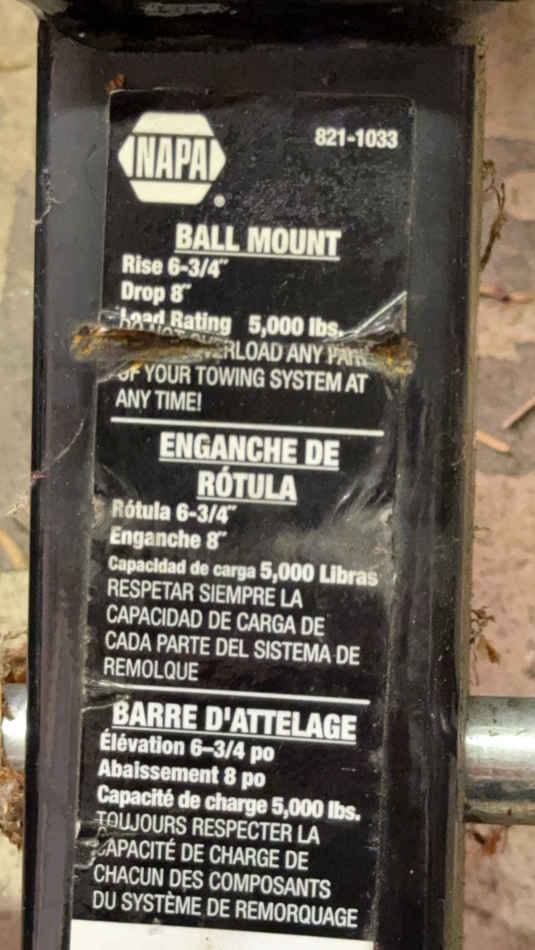 NAPA
®
821-1033
BALL MOUNT
Rise 6-3/4"
Drop 8"
Load Rating 5,000 lbs.
DO NOT OVERLOAD ANY PART
OF YOUR TOWING SYSTEM AT
ANY TIME!
ENGANCHE DE
RÓTULA
Rótula 6-3/4"
Enganche 8"
Capacidad de carga 5,000 Libras
RESPETAR SIEMPRE LA
CAPACIDAD DE CARGA DE
CADA PARTE DEL SISTEMA DE
REMOLQUE
BARRE D'ATTELAGE
Élévation 6–3/4 po
Abaissement 8 po
Capacité de charge 5,000 lbs.
TOUJOURS RESPECTER LA
CAPACITÉ DE CHARGE DE
CHACUN DES COMPOSANTS
DU SYSTÈME DE REMORQUAGE